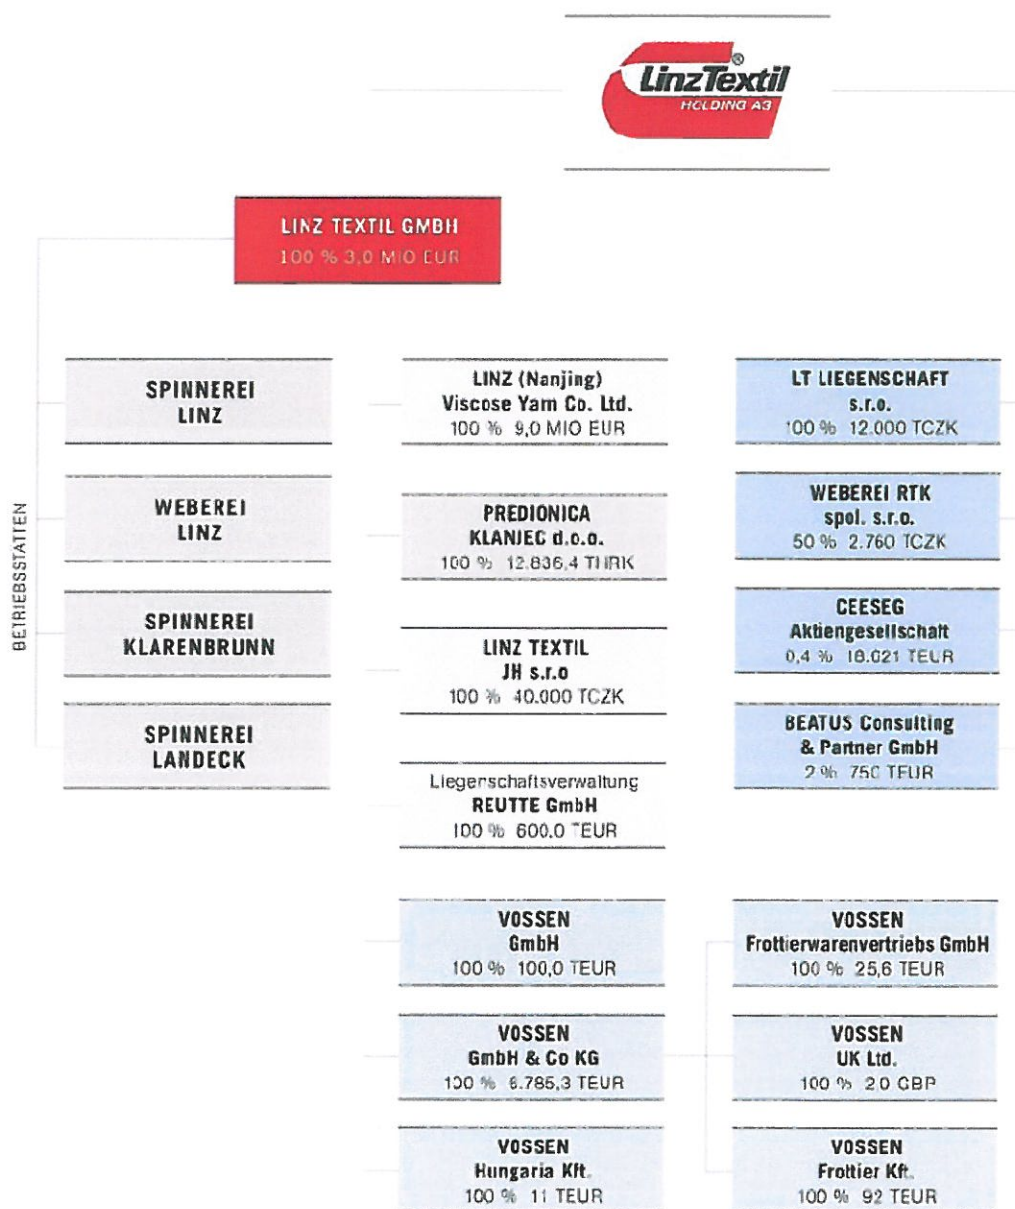 LinzTextil®
HOLDING AG
LINZ TEXTIL GMBH
100 % 3,0 MIO EUR
BETRIEBSSTATTEN
SPINNEREI
LINZ
WEBEREI
LINZ
SPINNEREI
KLARENBRUNN
SPINNEREI
LANDECK
LINZ (Nanjing)
Viscose Yarn Co. Ltd.
100 % 9,0 MIO EUR
PREDIONICA
KLANJEC d.o.o.
100 % 12.836,4 THRK
LINZ TEXTIL
JH s.r.o
100 % 40.000 TCZK
Liegenschaftsverwaltung
REUTTE GmbH
100 % 600,0 TEUR
LT LIEGENSCHAFT
s.r.o.
100 % 12.000 TCZK
WEBEREI RTK
spol. s.r.o.
50 % 2.760 TCZK
CEESEG
Aktiengesellschaft
0,4 % 18.021 TEUR
BEATUS Consulting
& Partner GmbH
2 % 750 TEUR
VOSSEN
GmbH
100 % 100,0 TEUR
VOSSEN
GmbH & Co KG
100 % 6.785,3 TEUR
VOSSEN
Hungaria Kft.
100 % 11 TEUR
VOSSEN
Frottierwarenvertriebs GmbH
100 % 25,6 TEUR
VOSSEN
UK Ltd.
100 % 2,0 GBP
VOSSEN
Frottier Kft.
100 % 92 TEUR